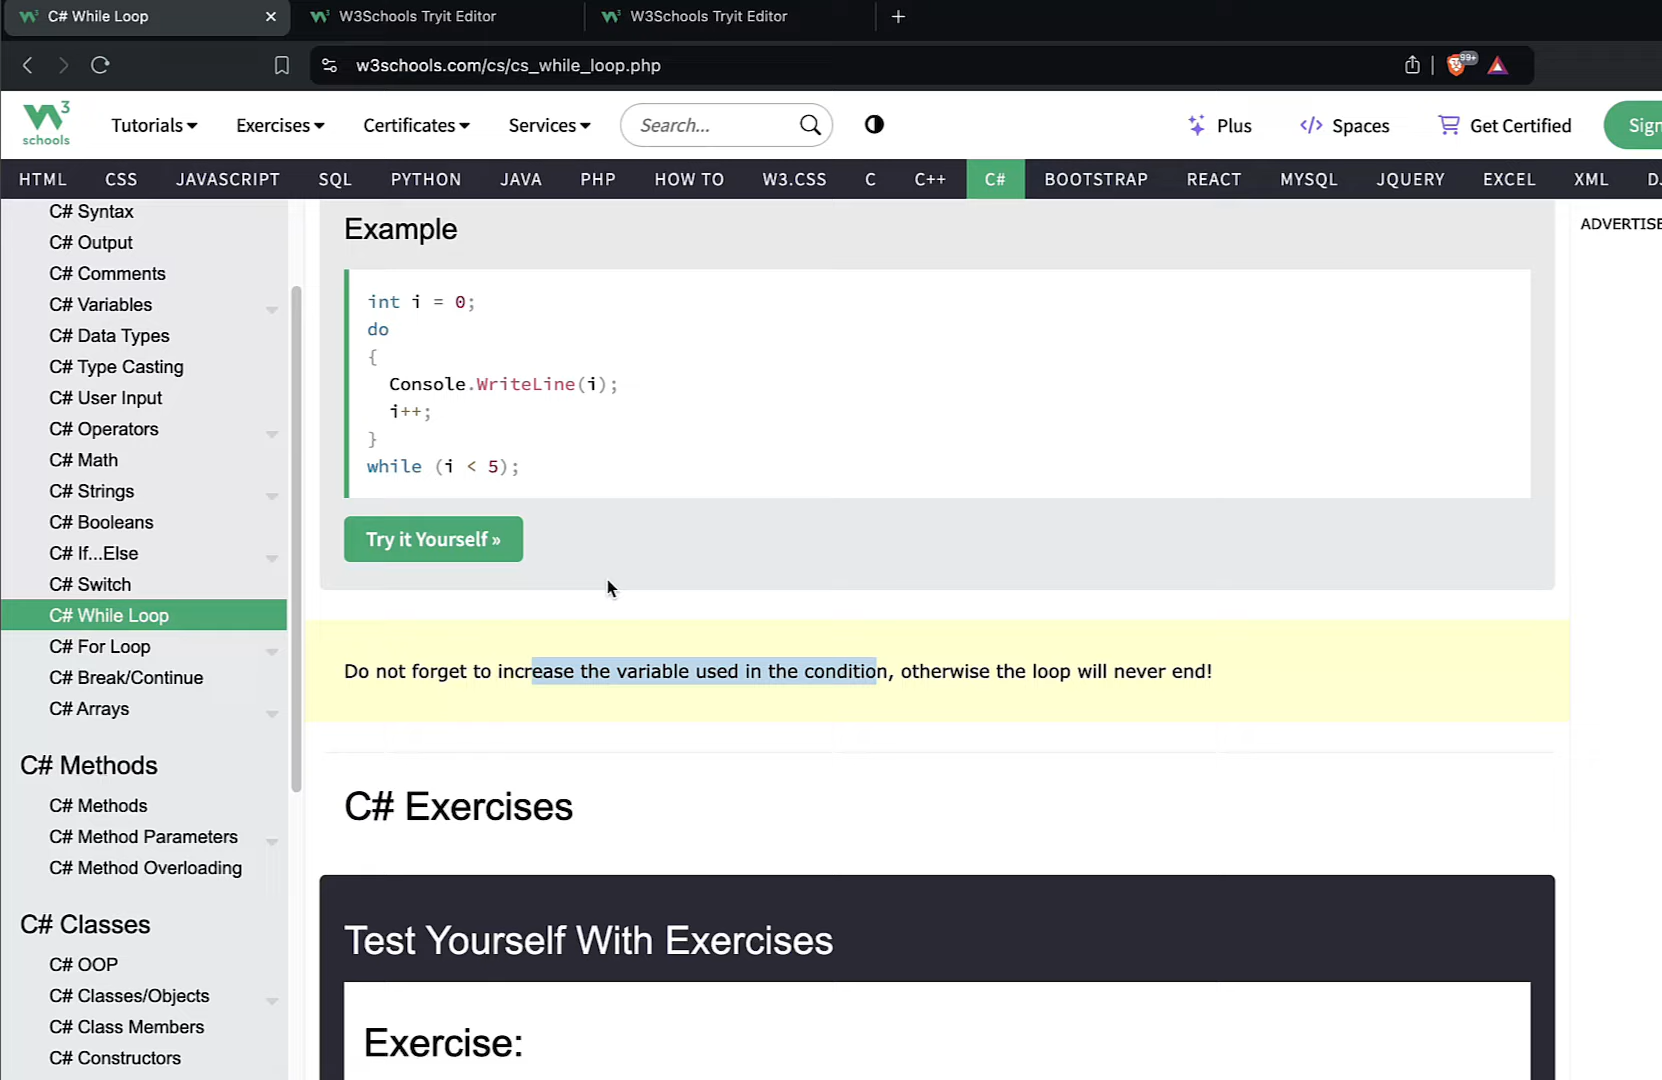 C# While Loop
W3Schools Tryit Editor
W3Schools Tryit Editor
w3schools.com/cs/cs_while_loop.php
99+
3
schools
Tutorials
Exercises
Certificates
Services
Search...
Plus
Spaces
Get Certified
Sign
HTML CSS JAVASCRIPT SQL PYTHON JAVA PHP HOW TO W3.CSS C C++ C# BOOTSTRAP REACT MYSQL JQUERY EXCEL XML D
C# Syntax
C# Output
C# Comments
C# Variables
C# Data Types
C# Type Casting
C# User Input
C# Operators
C# Math
C# Strings
C# Booleans
C# If...Else
C# Switch
C# While Loop
C# For Loop
C# Break/Continue
C# Arrays
C# Methods
C# Methods
C# Method Parameters
C# Method Overloading
C# Classes
C# OOP
C# Classes/Objects
C# Class Members
C# Constructors
Example
int i = 0;
do
{
Console.WriteLine(i);
i++;
}
while (i < 5);
Try it Yourself »
Do not forget to increase the variable used in the condition, otherwise the loop will never end!
C# Exercises
Test Yourself With Exercises
Exercise:
ADVERTISE